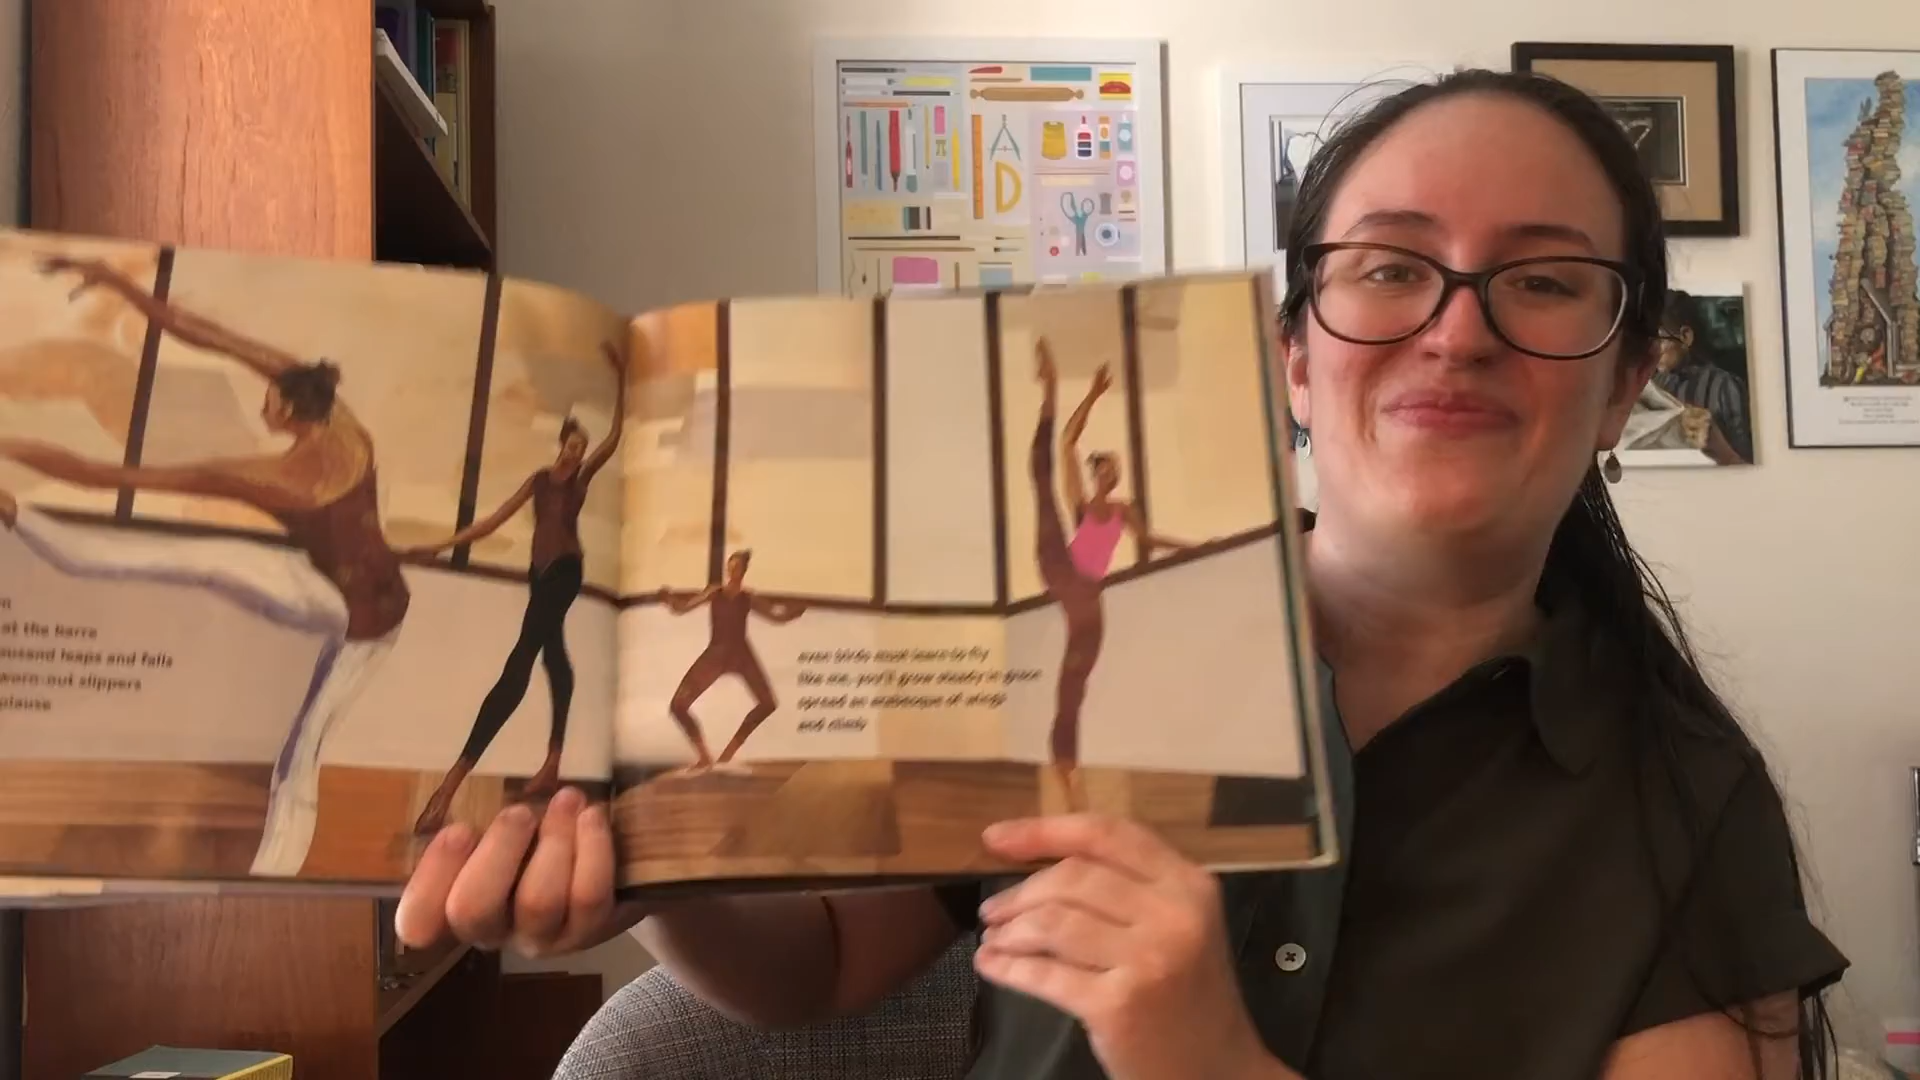 at the barre
ousand leaps and falls
worn-out slippers
plause
even birds must learn to fly
like me, you'll grow steady in grace
spread an arabesque of wings
and climb